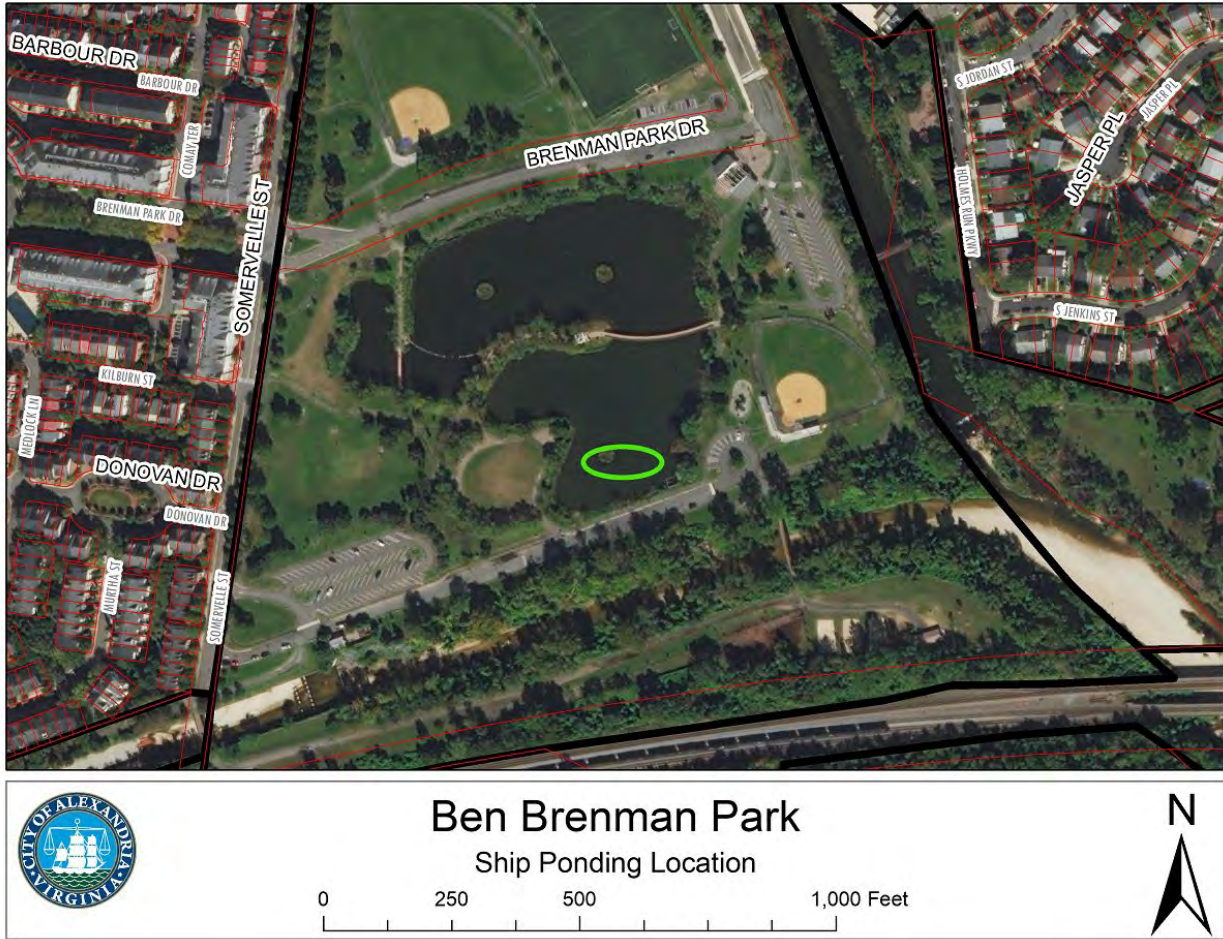 BARBOUR DR
BARBOUR DR
COMAY TER
BRENMAN PARK DR
SOMERVELLE ST
BRENMAN PARK DR
S JORDAN ST
JASPER PL
JASPER PL
HOLMES RUN PKWY
S JENKINS ST
KILBURN ST
MEDLOCK LN
DONOVAN DR
DONOVAN DR
MURTHA ST
SOMERVELLE ST
CITY OF ALEXANDRIA
VIRGINIA
Ben Brenman Park
Ship Ponding Location
0 250 500 1,000 Feet
N